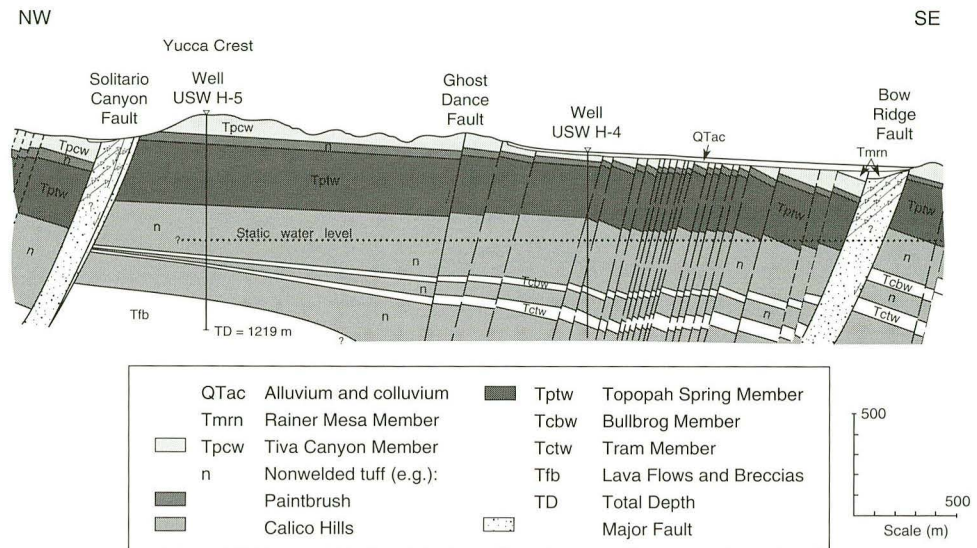 NW
SE
Yucca Crest
Solitario
Canyon
Fault
Well
USW H-5
Ghost
Dance
Fault
Well
USW H-4
Bow
Ridge
Fault
QTac
Tmrn
Tpcw
n
Tptw
Tpcw
n
Tptw
Tptw
Tptw
n
n
?
Static water level
n
n
?
n
Tcbw
Tcbw
n
n
n
Tctw
Tctw
Tfb
TD = 1219 m
?
QTac Alluvium and colluvium
Tmrn Rainer Mesa Member
Tpcw Tiva Canyon Member
n Nonwelded tuff (e.g.):
Paintbrush
Calico Hills
Tptw Topopah Spring Member
Tcbw Bullbrog Member
Tctw Tram Member
Tfb Lava Flows and Breccias
TD Total Depth
Major Fault
500
500
Scale (m)